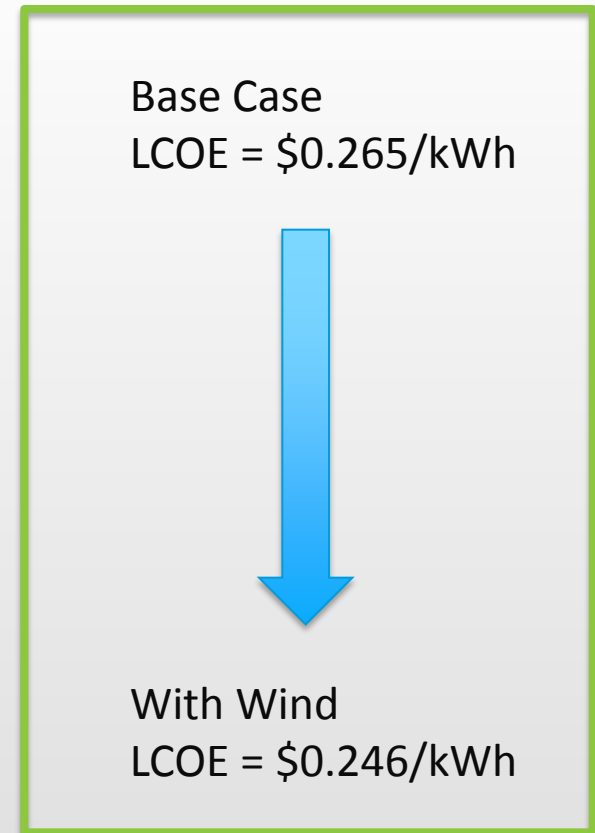 Base Case
LCOE = $0.265/kWh
With Wind
LCOE = $0.246/kWh